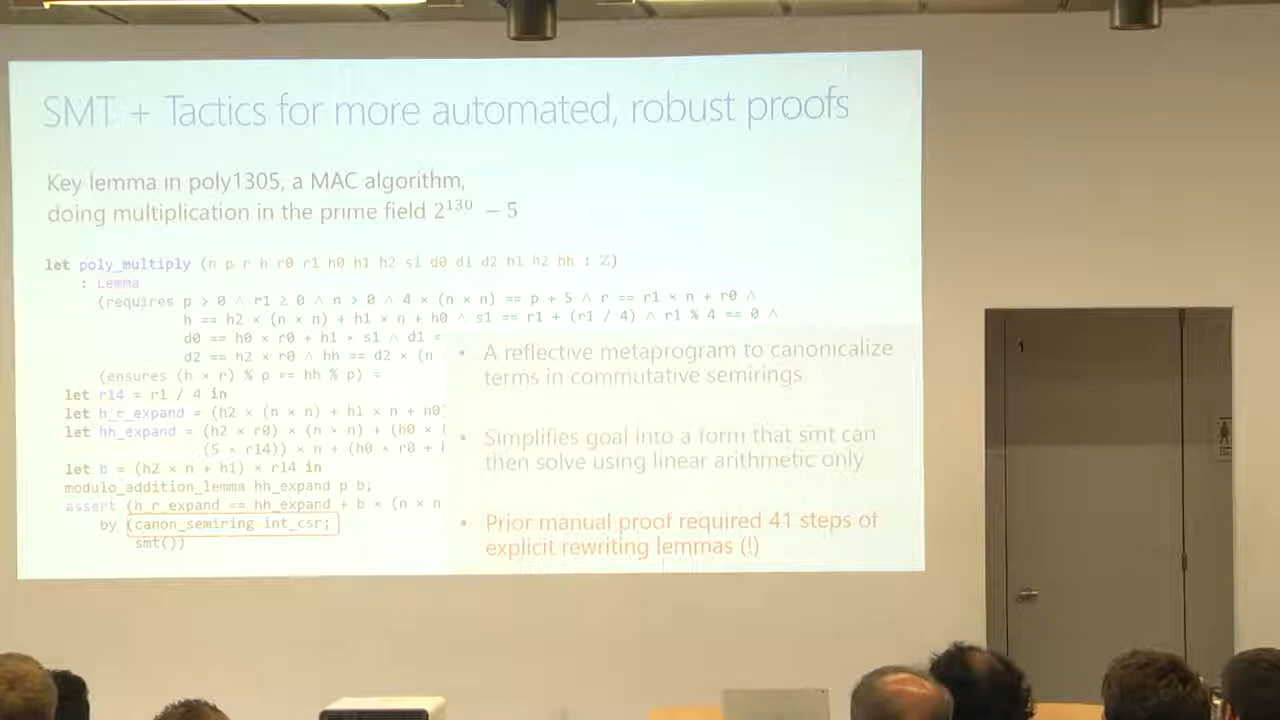 SMT + Tactics for more automated, robust proofs
Key lemma in poly1305, a MAC algorithm,
doing multiplication in the prime field 2¹³⁰ − 5
let poly_multiply (n p r h r0 r1 h0 h1 h2 s1 d0 d1 d2 h1 h2 hh : ℤ)
: Lemma
(requires p > 0 ∧ r1 ≥ 0 ∧ n > 0 ∧ 4 × (n × n) == p + 5 ∧ r == r1 × n + r0 ∧
h == h2 × (n × n) + h1 × n + h0 ∧ s1 == r1 + (r1 / 4) ∧ r1 % 4 == 0 ∧
d0 == h0 × r0 + h1 × s1 ∧ d1 =
d2 == h2 × r0 ∧ hh == d2 × (n
(ensures (h × r) % p == hh % p) =
let r14 = r1 / 4 in
let h_r_expand = (h2 × (n × n) + h1 × n + h0)
let hh_expand = (h2 × r0) × (n × n) + (h0 × (
(5 × r14)) × n + (h0 × r0 +
let b = (h2 × n + h1) × r14 in
modulo_addition_lemma hh_expand p b;
assert (h_r_expand == hh_expand + b × (n × n
by (canon_semiring int_csr;
smt())
• A reflective metaprogram to canonicalize
terms in commutative semirings
• Simplifies goal into a form that smt can
then solve using linear arithmetic only
• Prior manual proof required 41 steps of
explicit rewriting lemmas (!)
1